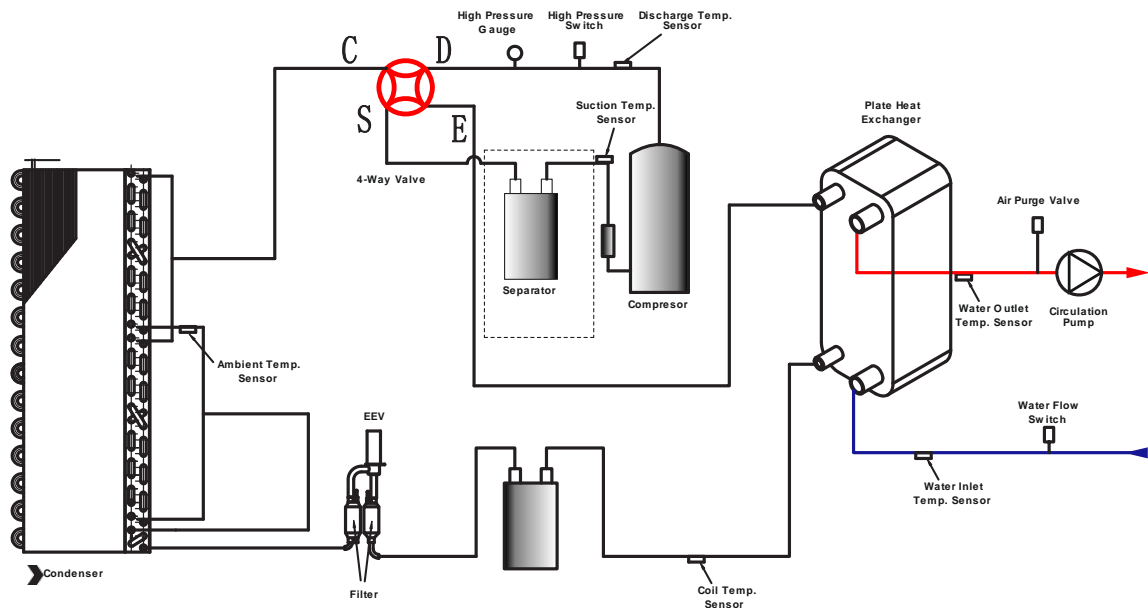 High Pressure
Gauge
High Pressure
Switch
Discharge Temp.
Sensor
C
D
S
E
4-Way Valve
Suction Temp.
Sensor
Separator
Compresor
Plate Heat
Exchanger
Air Purge Valve
Water Outlet
Temp. Sensor
Circulation
Pump
Ambient Temp.
Sensor
EEV
Water Flow
Switch
Water Inlet
Temp. Sensor
Condenser
Filter
Coil Temp.
Sensor